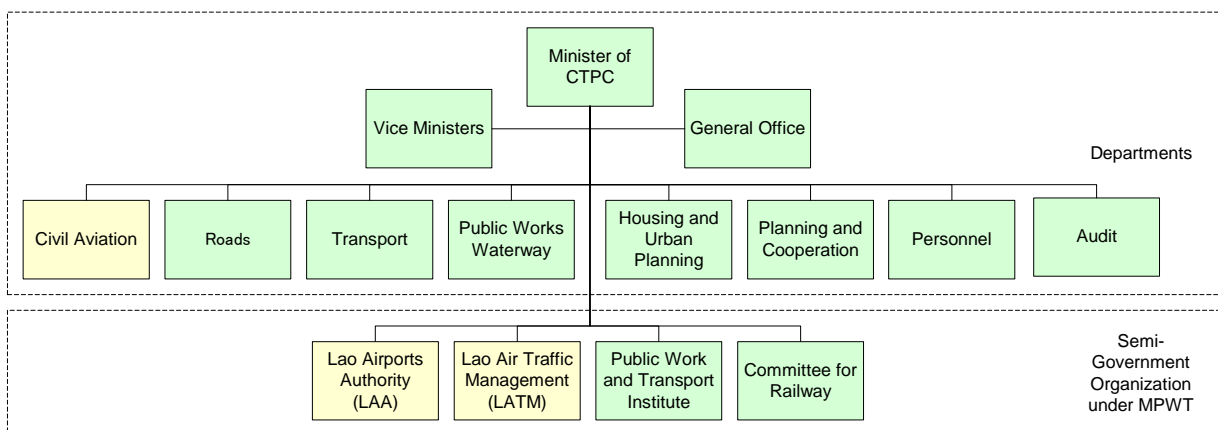 Minister of
CTPC
Vice Ministers
General Office
Departments
Civil Aviation
Roads
Transport
Public Works
Waterway
Housing and
Urban
Planning
Planning and
Cooperation
Personnel
Audit
Lao Airports
Authority
(LAA)
Lao Air Traffic
Management
(LATM)
Public Work
and Transport
Institute
Committee for
Railway
Semi-
Government
Organization
under MPWT